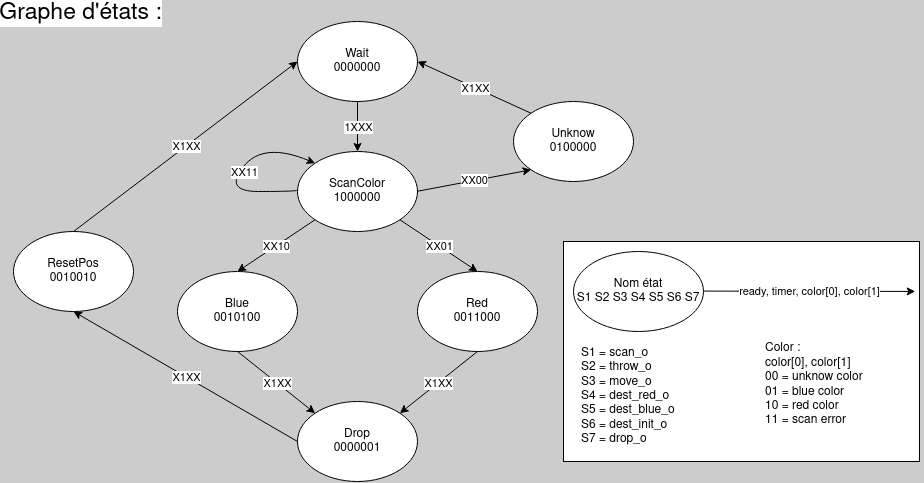 Graphe d'états :
Wait
0000000
X1XX
1XXX
X1XX
Unknow
0100000
XX11
ScanColor
1000000
XX00
XX10
XX01
ResetPos
0010010
Blue
0010100
Red
0011000
X1XX
X1XX
X1XX
Drop
0000001
Nom état
S1 S2 S3 S4 S5 S6 S7
ready, timer, color[0], color[1]
S1 = scan_o
S2 = throw_o
S3 = move_o
S4 = dest_red_o
S5 = dest_blue_o
S6 = dest_init_o
S7 = drop_o
Color :
color[0], color[1]
00 = unknow color
01 = blue color
10 = red color
11 = scan error